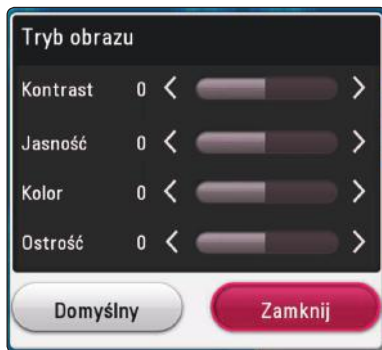 Tryb obrazu
Kontrast 0
Jasność 0
Kolor 0
Ostrość 0
Domyślny Zamknij